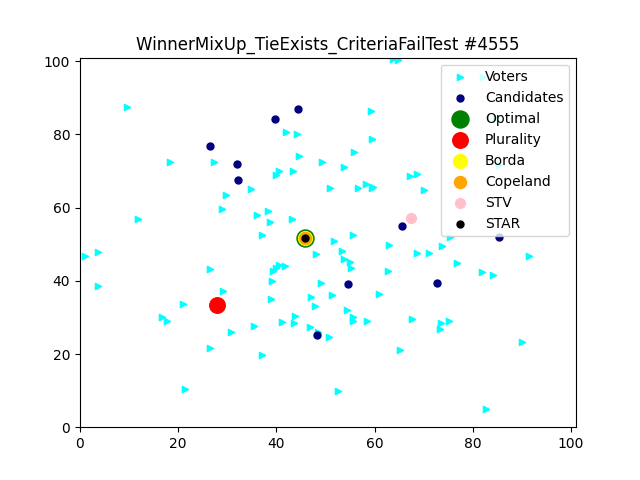 WinnerMixUp_TieExists_CriteriaFailTest #4555
100
80
60
40
20
0
0
20
40
60
80
100
Voters
Candidates
Optimal
Plurality
Borda
Copeland
STV
STAR